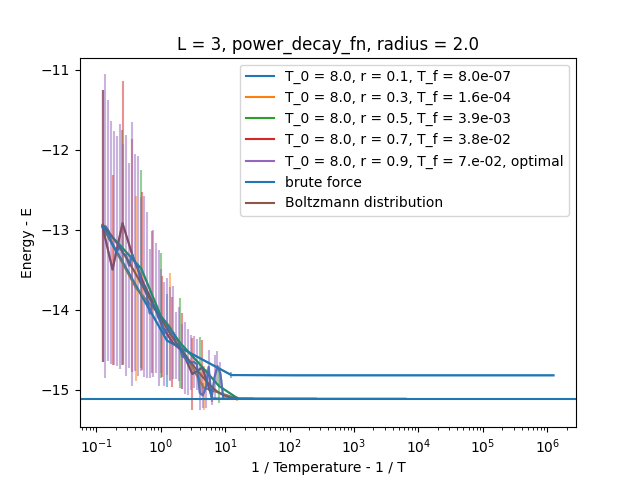 L = 3, power_decay_fn, radius = 2.0
T_0 = 8.0, r = 0.1, T_f = 8.0e-07
T_0 = 8.0, r = 0.3, T_f = 1.6e-04
T_0 = 8.0, r = 0.5, T_f = 3.9e-03
T_0 = 8.0, r = 0.7, T_f = 3.8e-02
T_0 = 8.0, r = 0.9, T_f = 7.e-02, optimal
brute force
Boltzmann distribution
Energy - E
−11
−12
−13
−14
−15
10⁻¹ 10⁰ 10¹ 10² 10³ 10⁴ 10⁵ 10⁶
1 / Temperature - 1 / T